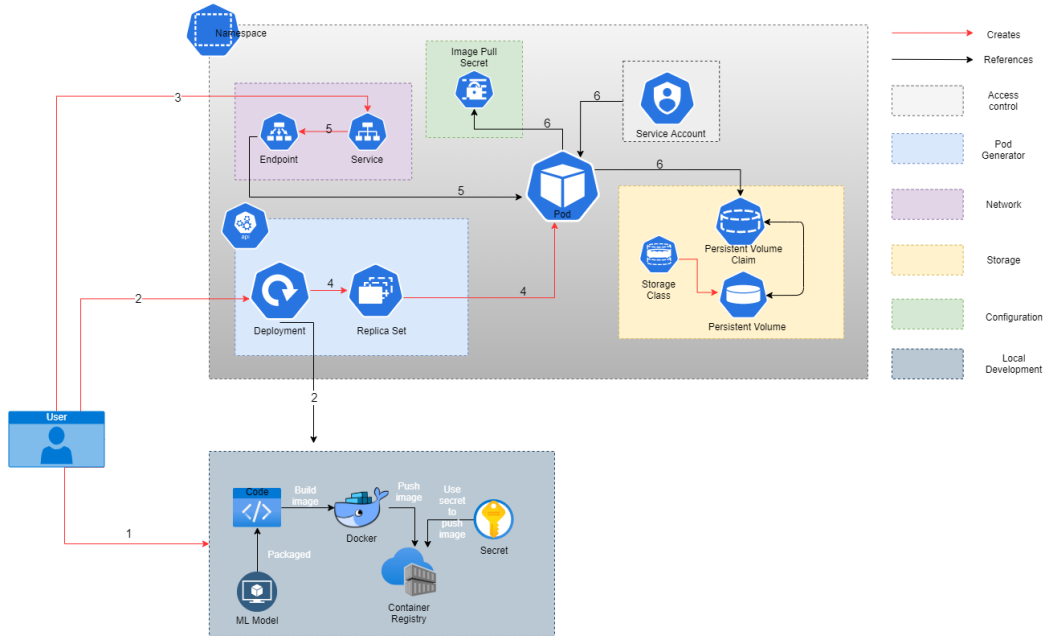 Namespace
Image Pull
Secret
Service Account
Endpoint
Service
Pod
api
Deployment
Replica Set
Persistent Volume
Claim
Storage
Class
Persistent Volume
3
5
5
6
6
6
4
4
2
2
1
User
Code
Build
image
Docker
Push
image
Use
secret to
push
image
Secret
Packaged
ML Model
Container
Registry
Creates
References
Access
control
Pod
Generator
Network
Storage
Configuration
Local
Development